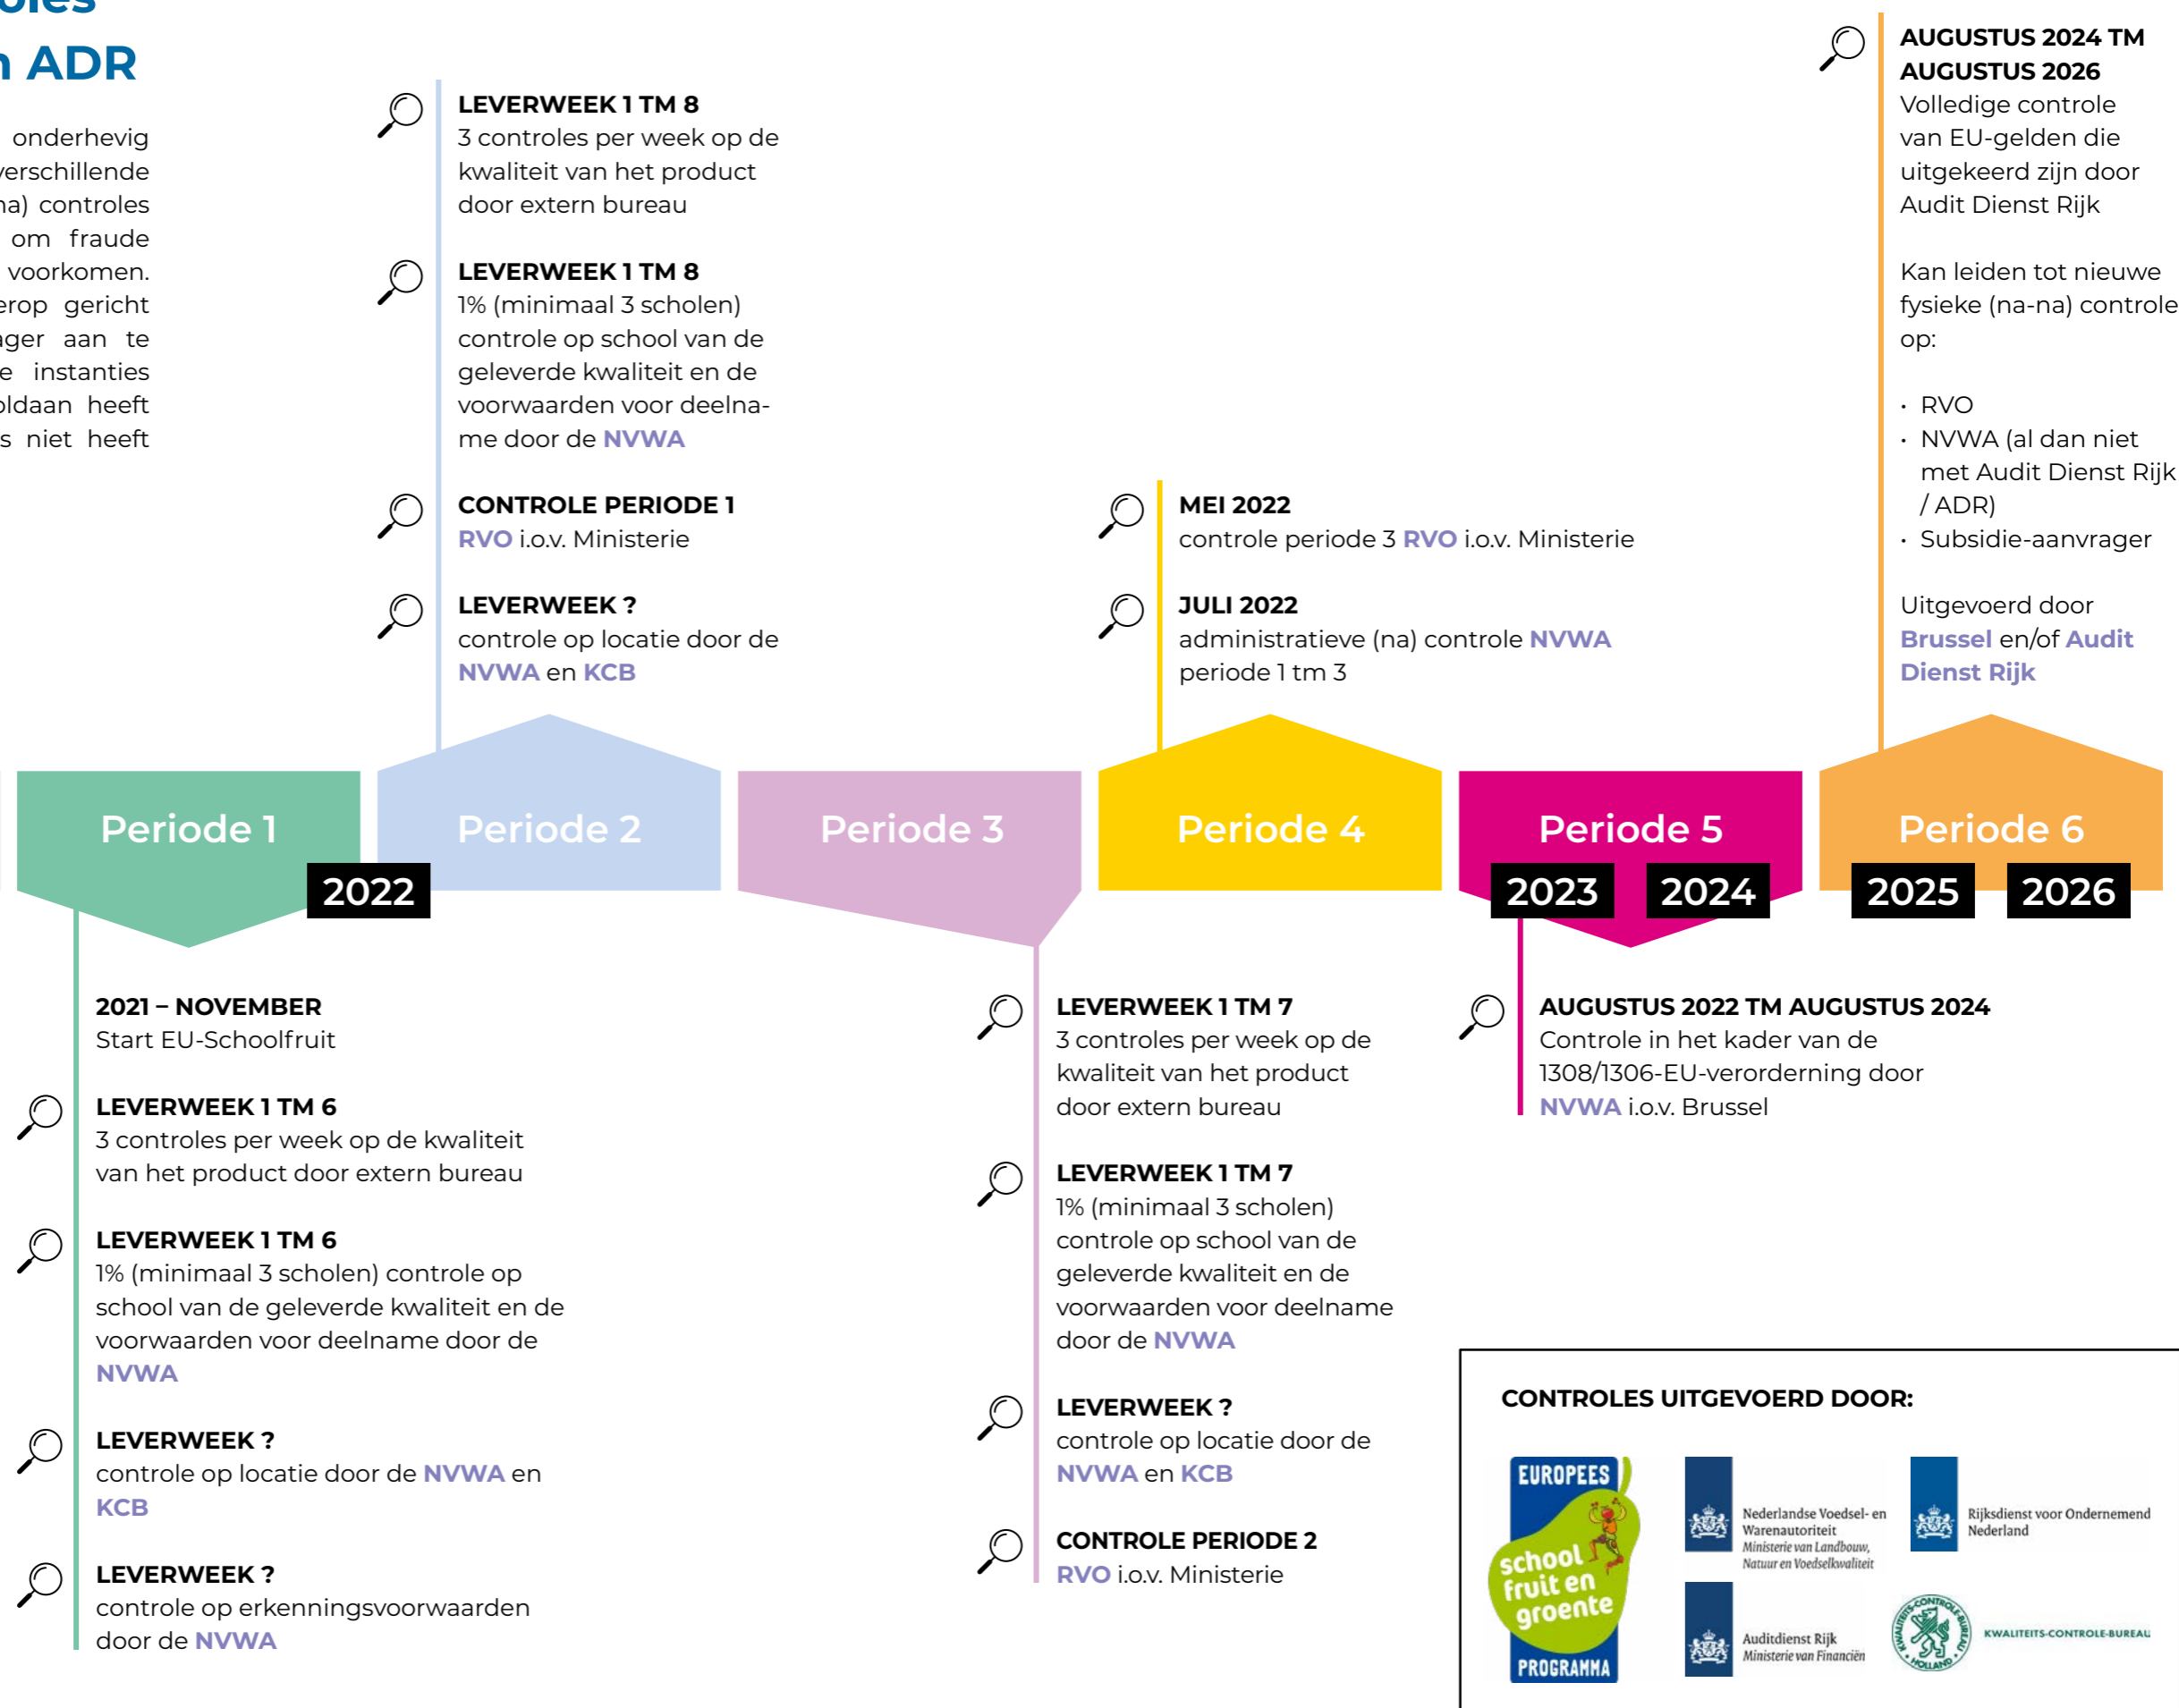 n ADR
onderhevig
verschillende
na) controles
om fraude
voorkomen.
erop gericht
ager aan te
e instanties
oldaan heeft
s niet heeft
LEVERWEEK 1 TM 8
3 controles per week op de
kwaliteit van het product
door extern bureau
LEVERWEEK 1 TM 8
1% (minimaal 3 scholen)
controle op school van de
geleverde kwaliteit en de
voorwaarden voor deelna-
me door de NVWA
CONTROLE PERIODE 1
RVO i.o.v. Ministerie
LEVERWEEK ?
controle op locatie door de
NVWA en KCB
MEI 2022
controle periode 3 RVO i.o.v. Ministerie
JULI 2022
administratieve (na) controle NVWA
periode 1 tm 3
AUGUSTUS 2024 TM
AUGUSTUS 2026
Volledige controle
van EU-gelden die
uitgekeerd zijn door
Audit Dienst Rijk
Kan leiden tot nieuwe
fysieke (na-na) controle
op:
• RVO
• NVWA (al dan niet
met Audit Dienst Rijk
/ ADR)
• Subsidie-aanvrager
Uitgevoerd door
Brussel en/of Audit
Dienst Rijk
Periode 1
Periode 2
Periode 3
Periode 4
Periode 5
Periode 6
2022
2023
2024
2025
2026
2021 – NOVEMBER
Start EU-Schoolfruit
LEVERWEEK 1 TM 6
3 controles per week op de kwaliteit
van het product door extern bureau
LEVERWEEK 1 TM 6
1% (minimaal 3 scholen) controle op
school van de geleverde kwaliteit en de
voorwaarden voor deelname door de
NVWA
LEVERWEEK ?
controle op locatie door de NVWA en
KCB
LEVERWEEK ?
controle op erkenningsvoorwaarden
door de NVWA
LEVERWEEK 1 TM 7
3 controles per week op de
kwaliteit van het product
door extern bureau
LEVERWEEK 1 TM 7
1% (minimaal 3 scholen)
controle op school van de
geleverde kwaliteit en de
voorwaarden voor deelname
door de NVWA
LEVERWEEK ?
controle op locatie door de
NVWA en KCB
CONTROLE PERIODE 2
RVO i.o.v. Ministerie
AUGUSTUS 2022 TM AUGUSTUS 2024
Controle in het kader van de
1308/1306-EU-verorderning door
NVWA i.o.v. Brussel
CONTROLES UITGEVOERD DOOR:
EUROPEES
school
fruit en
groente
PROGRAMMA
Nederlandse Voedsel- en
Warenautoriteit
Ministerie van Landbouw,
Natuur en Voedselkwaliteit
Rijksdienst voor Ondernemend
Nederland
Auditdienst Rijk
Ministerie van Financiën
KWALITEITS-CONTROLE-BUREAU
HOLLAND
KWALITEITS-CONTROLE-BUREAU